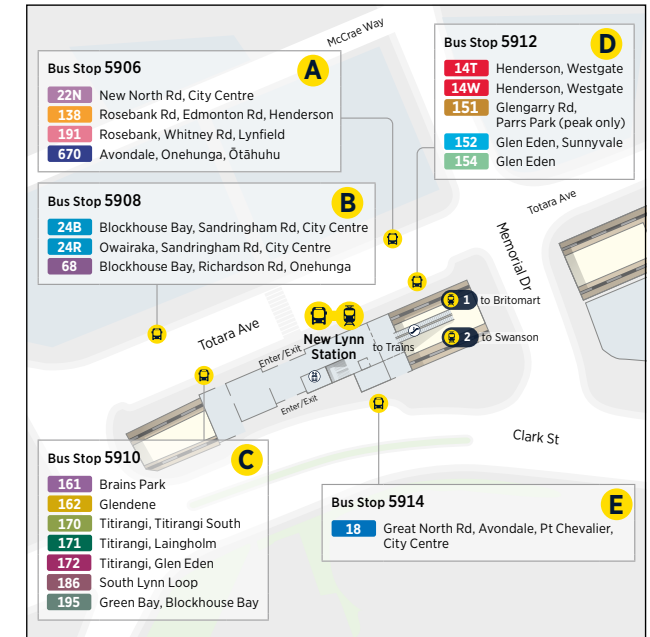 McCrae Way
Bus Stop 5906
A
22N New North Rd, City Centre
138 Rosebank Rd, Edmonton Rd, Henderson
191 Rosebank, Whitney Rd, Lynfield
670 Avondale, Onehunga, Ōtāhuhu
Bus Stop 5912
D
14T Henderson, Westgate
14W Henderson, Westgate
151 Glengarry Rd,
Parrs Park (peak only)
152 Glen Eden, Sunnyvale
154 Glen Eden
Bus Stop 5908
B
24B Blockhouse Bay, Sandringham Rd, City Centre
24R Owairaka, Sandringham Rd, City Centre
68 Blockhouse Bay, Richardson Rd, Onehunga
Totara Ave
Memorial Dr
1 to Britomart
2 to Swanson
Totara Ave
New Lynn
Station
to Trains
Enter/Exit
Enter/Exit
Clark St
Bus Stop 5910
C
161 Brains Park
162 Glendene
170 Titirangi, Titirangi South
171 Titirangi, Laingholm
172 Titirangi, Glen Eden
186 South Lynn Loop
195 Green Bay, Blockhouse Bay
Bus Stop 5914
E
18 Great North Rd, Avondale, Pt Chevalier,
City Centre